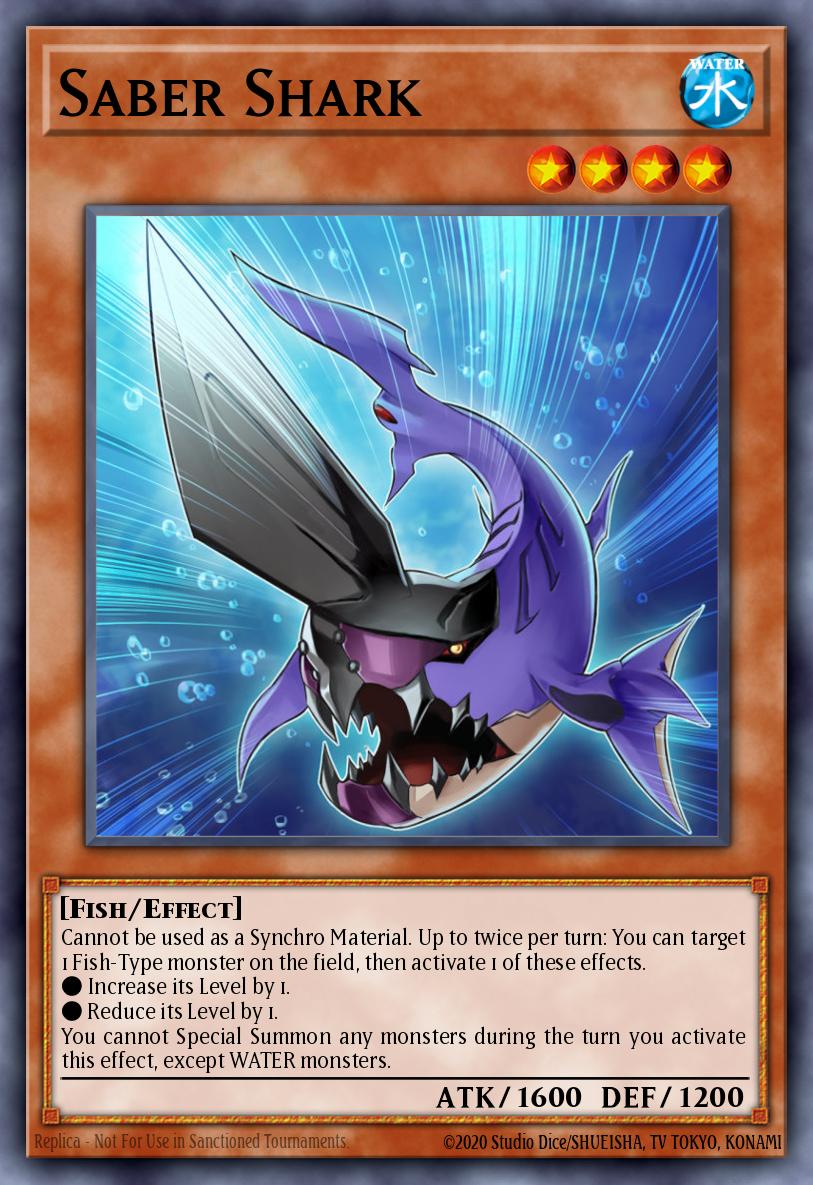 Saber Shark
WATER
水
[Fish/Effect]
Cannot be used as a Synchro Material. Up to twice per turn: You can target
1 Fish-Type monster on the field, then activate 1 of these effects.
● Increase its Level by 1.
● Reduce its Level by 1.
You cannot Special Summon any monsters during the turn you activate
this effect, except WATER monsters.
ATK/1600 DEF/1200
Replica - Not For Use in Sanctioned Tournaments.
©2020 Studio Dice/SHUEISHA, TV TOKYO, KONAMI